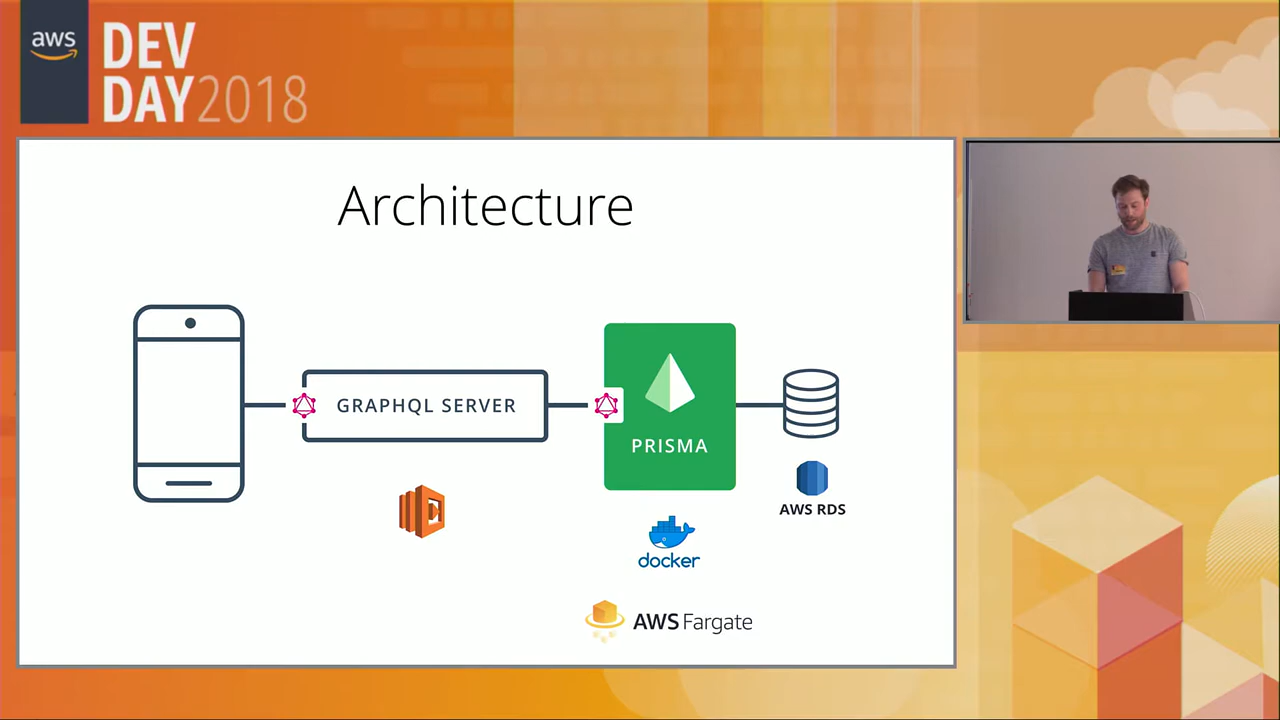 aws
DEV
DAY2018
Architecture
GRAPHQL SERVER
PRISMA
AWS RDS
docker
AWS Fargate